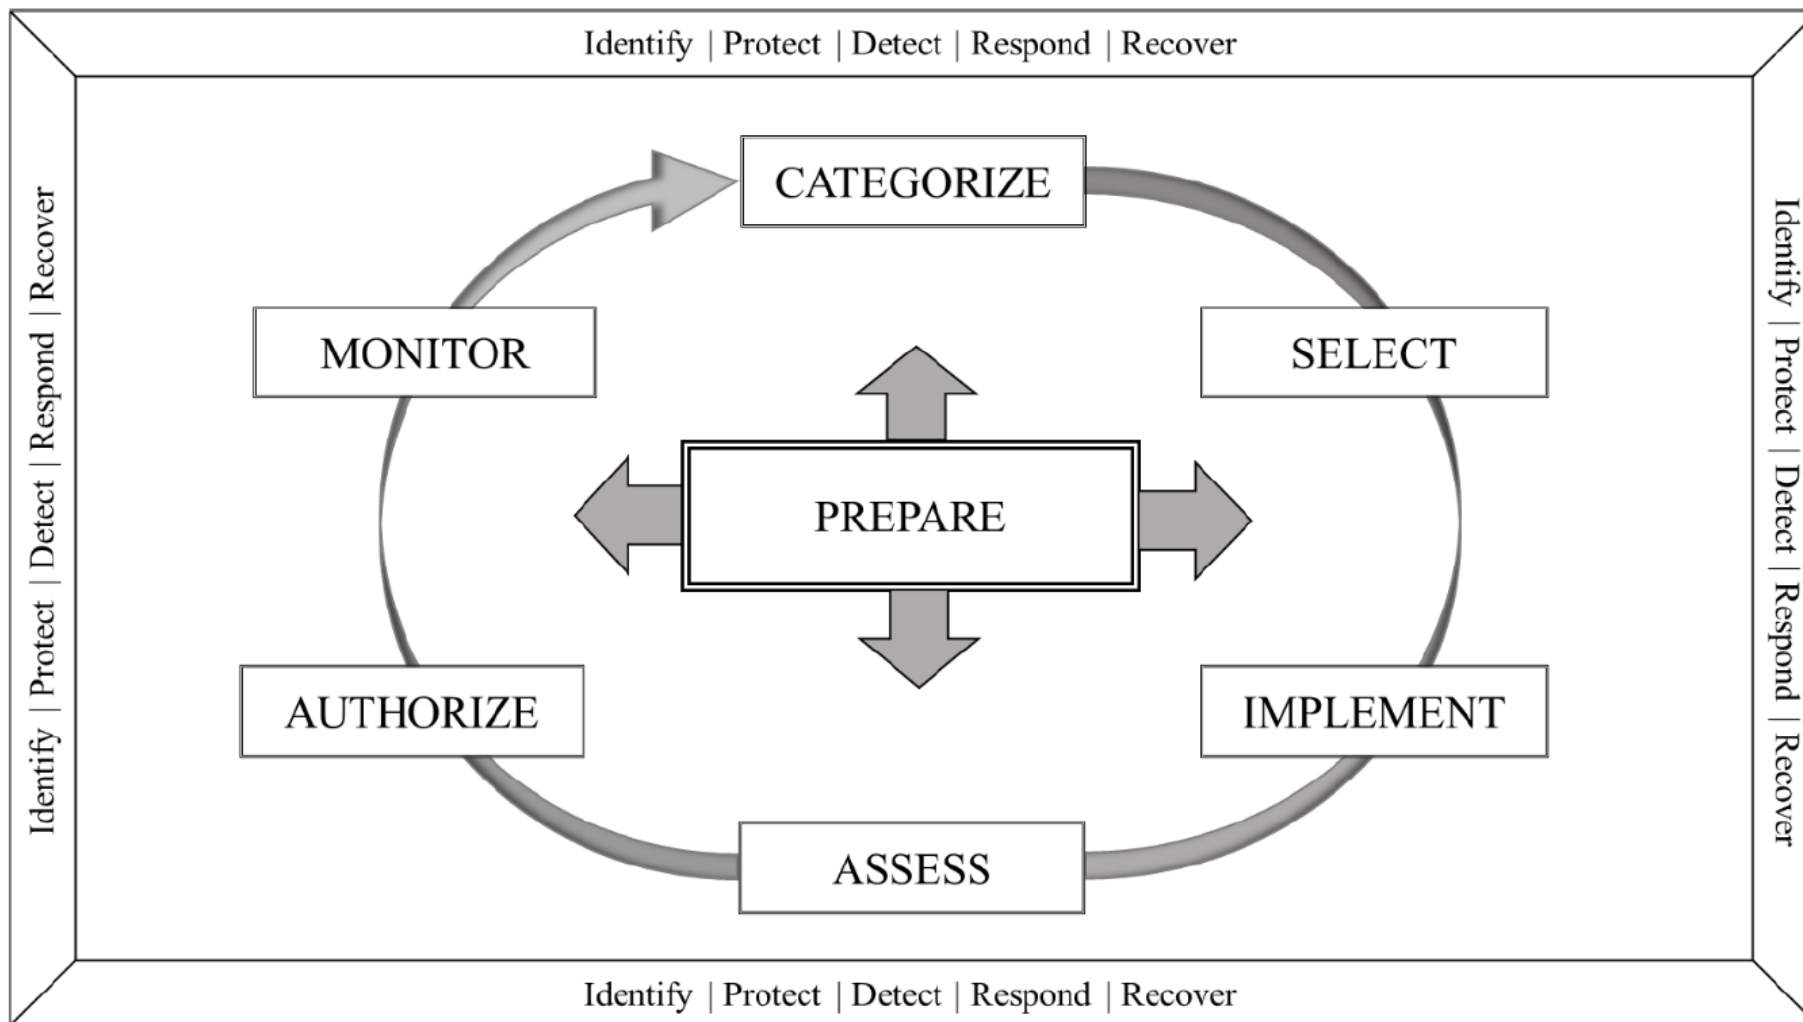 Identify | Protect | Detect | Respond | Recover
CATEGORIZE
MONITOR
SELECT
PREPARE
AUTHORIZE
IMPLEMENT
ASSESS
Identify | Protect | Detect | Respond | Recover
Identify | Protect | Detect | Respond | Recover
Identify | Protect | Detect | Respond | Recover